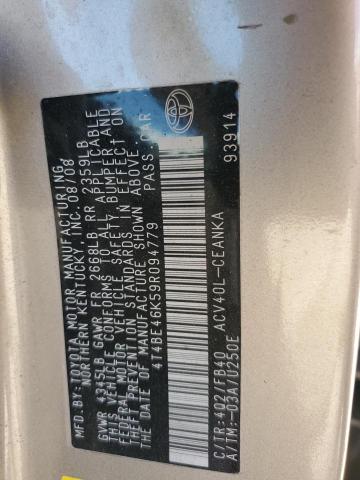 MFD. BY: TOYOTA MOTOR MANUFACTURING
NORTHERN KENTUCKY, INC. 08/08
GVWR 4345LB GAWR FR 2668LB RR 2359LB
THIS VEHICLE CONFORMS TO ALL APPLICABLE
FEDERAL MOTOR VEHICLE SAFETY, BUMPER AND
THEFT PREVENTION STANDARDS IN EFFECT ON
THE DATE OF MANUFACTURE SHOWN ABOVE.
4T4BE46K59R094779 PASS. CAR
C/TR: 4Q2/FB40 ACV40L-CEANKA
A/TM: -03A/U250E 93914